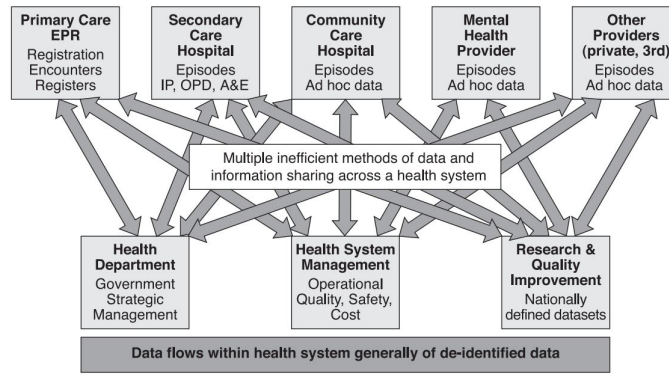 Primary Care
EPR
Registration
Encounters
Registers
Secondary
Care
Hospital
Episodes
IP, OPD, A&E
Community
Care
Hospital
Episodes
Ad hoc data
Mental
Health
Provider
Episodes
Ad hoc data
Other
Providers
(private, 3rd)
Episodes
Ad hoc data
Multiple inefficient methods of data and
information sharing across a health system
Health
Department
Government
Strategic
Management
Health System
Management
Operational
Quality, Safety,
Cost
Research &
Quality
Improvement
Nationally
defined datasets
Data flows within health system generally of de-identified data